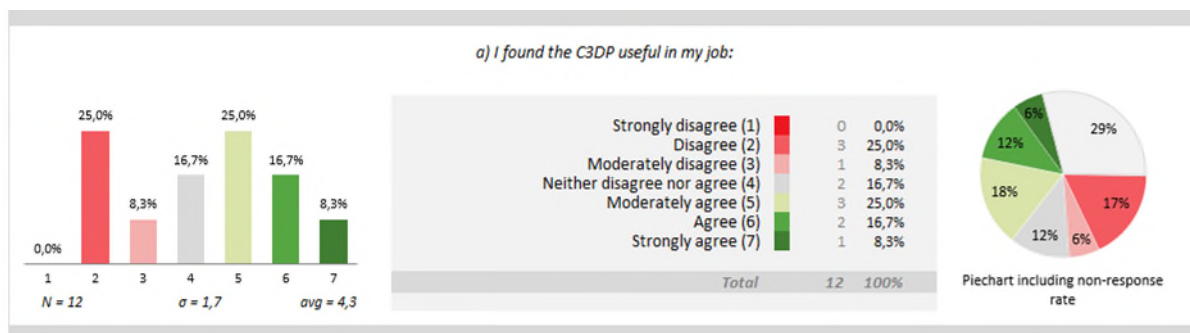 a) I found the C3DP useful in my job:
25,0%
25,0%
16,7%
16,7%
8,3%
8,3%
0,0%
1 2 3 4 5 6 7
N = 12 σ = 1,7 avg = 4,3
Strongly disagree (1) 0 0,0%
Disagree (2) 3 25,0%
Moderately disagree (3) 1 8,3%
Neither disagree nor agree (4) 2 16,7%
Moderately agree (5) 3 25,0%
Agree (6) 2 16,7%
Strongly agree (7) 1 8,3%
Total 12 100%
6%
29%
12%
18%
17%
12%
6%
Piechart including non-response
rate